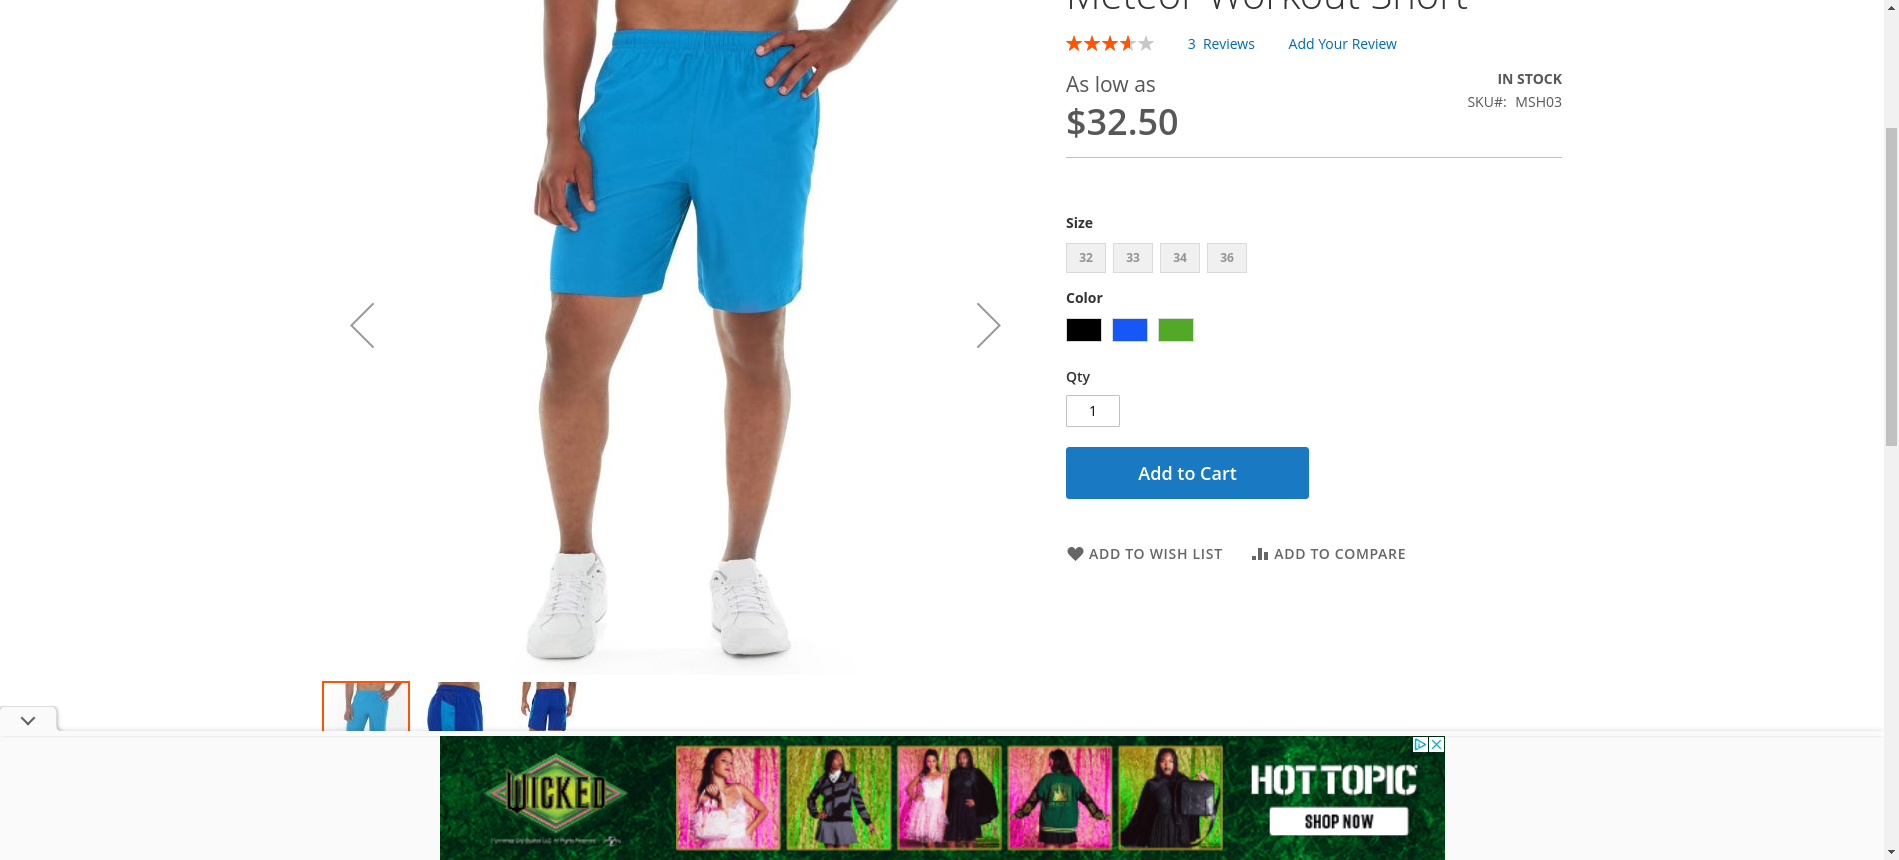 Meteor Workout Short
3 Reviews Add Your Review
As low as
$32.50
IN STOCK
SKU#: MSH03
Size
32 33 34 36
Color
Qty
1
Add to Cart
ADD TO WISH LIST ADD TO COMPARE
WICKED
HOT TOPIC
SHOP NOW